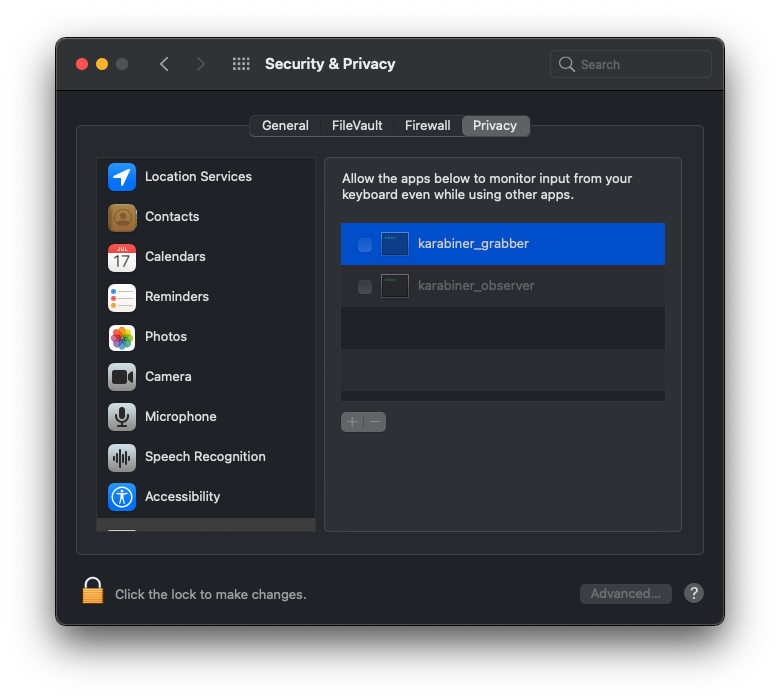 Security & Privacy
Search
General
FileVault
Firewall
Privacy
Location Services
Contacts
JUL
17
Calendars
Reminders
Photos
Camera
Microphone
Speech Recognition
Accessibility
Allow the apps below to monitor input from your
keyboard even while using other apps.
karabiner_grabber
karabiner_observer
+
−
Click the lock to make changes.
Advanced...
?